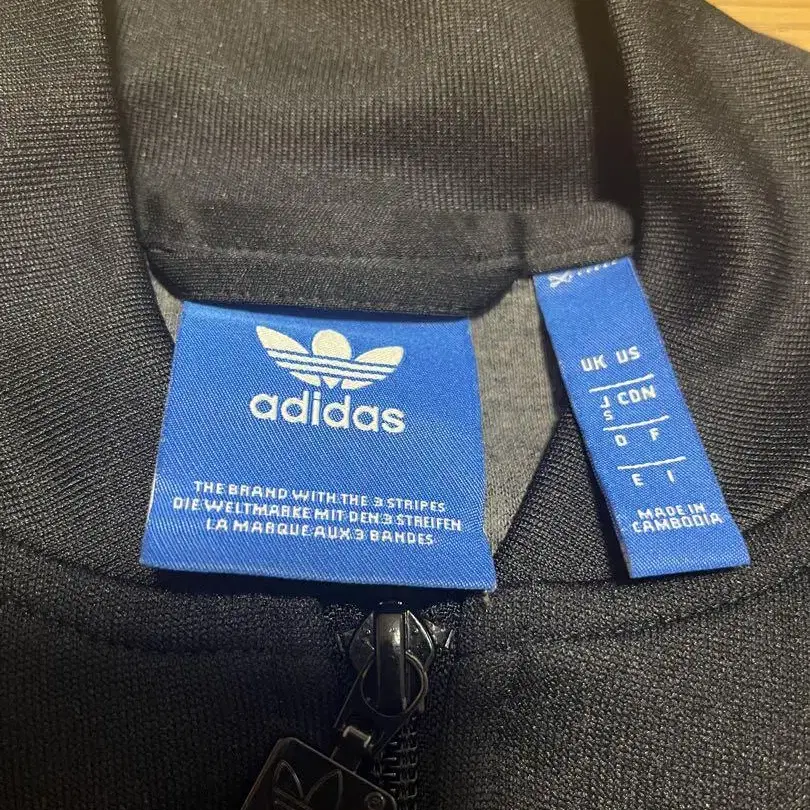 adidas
THE BRAND WITH THE 3 STRIPES
DIE WELTMARKE MIT DEN 3 STREIFEN
LA MARQUE AUX 3 BANDES
UK US
J S CDN
D F
E I
MADE IN
CAMBODIA